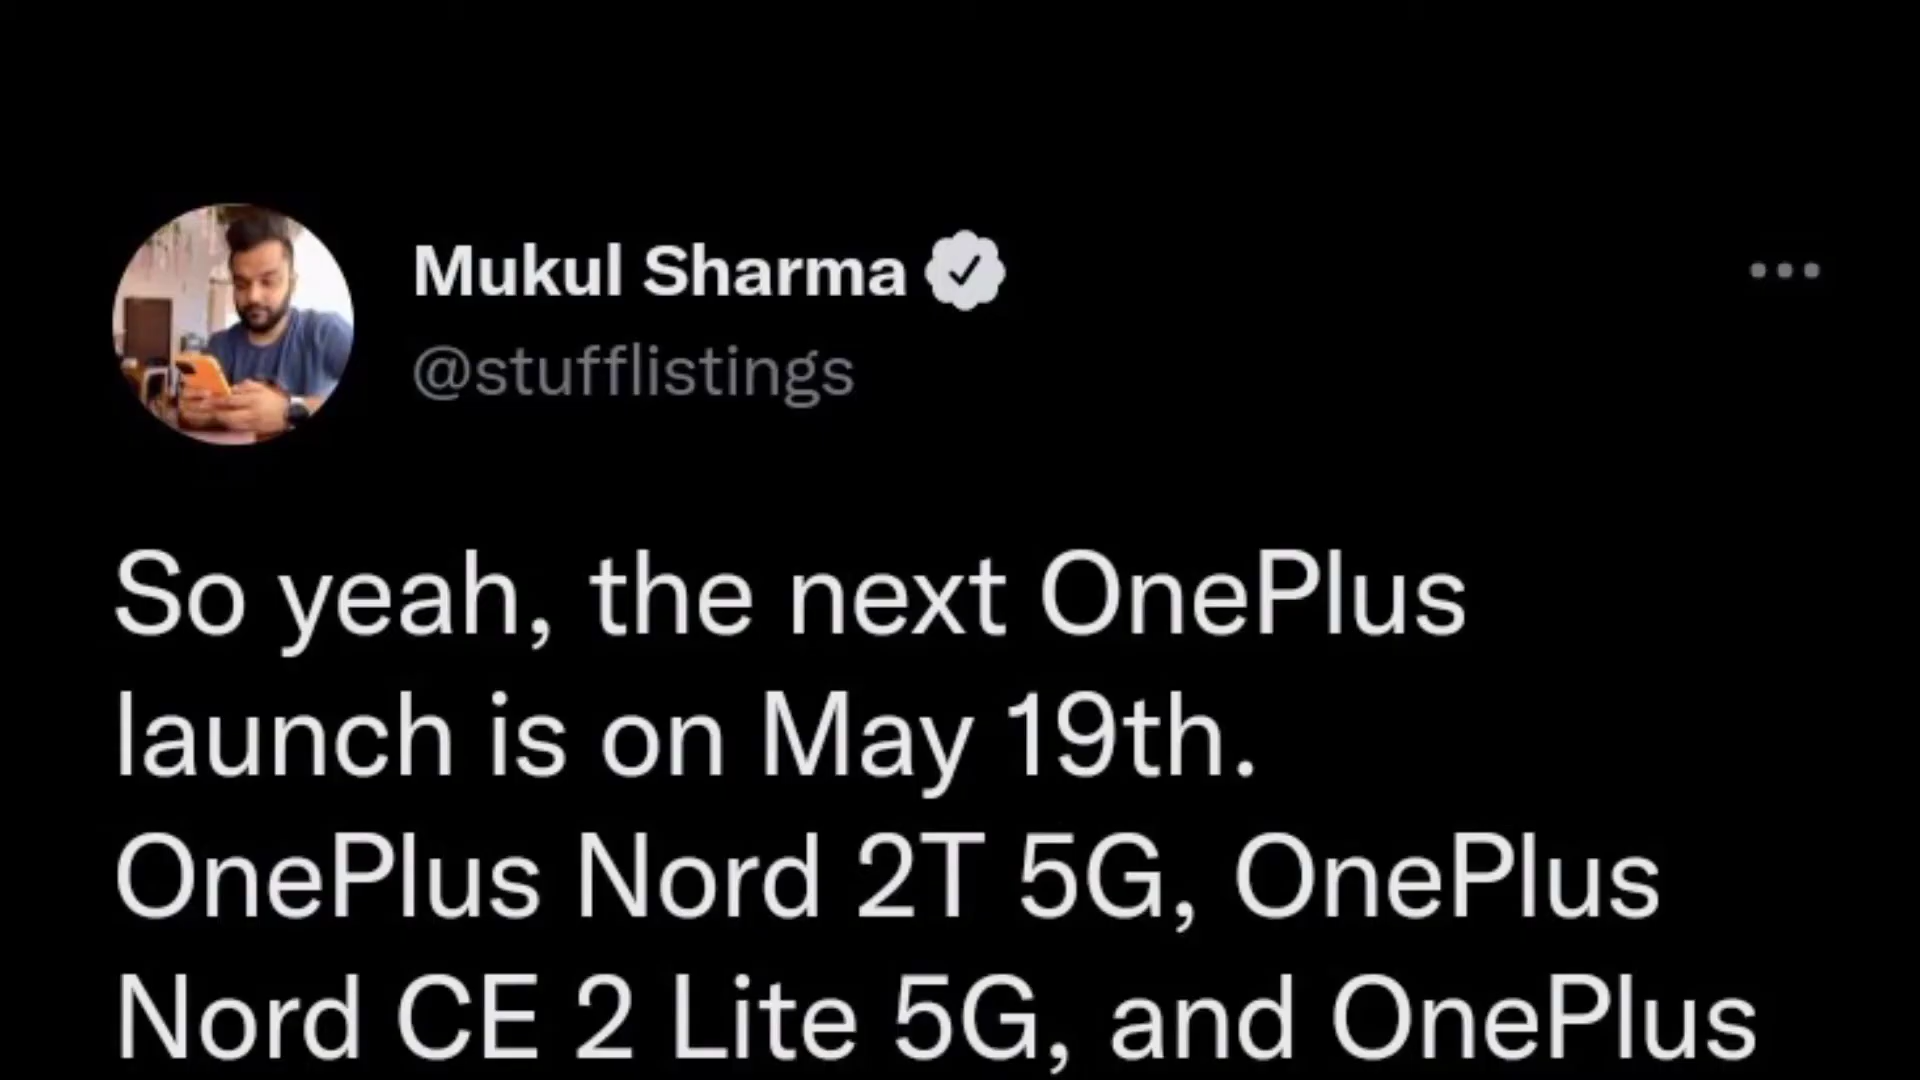 Mukul Sharma
@stufflistings
So yeah, the next OnePlus
launch is on May 19th.
OnePlus Nord 2T 5G, OnePlus
Nord CE 2 Lite 5G, and OnePlus